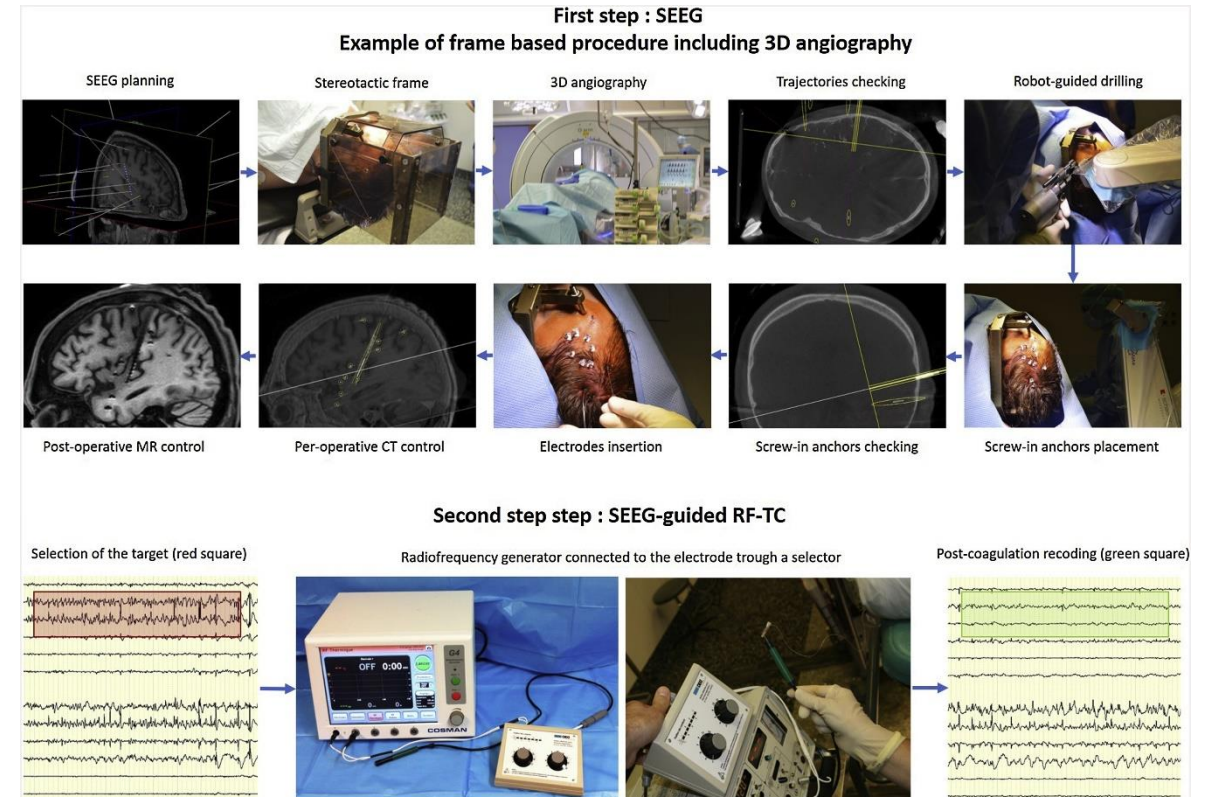 First step : SEEG
Example of frame based procedure including 3D angiography
SEEG planning
Stereotactic frame
3D angiography
Trajectories checking
Robot-guided drilling
Post-operative MR control
Per-operative CT control
Electrodes insertion
Screw-in anchors checking
Screw-in anchors placement
Second step step : SEEG-guided RF-TC
Selection of the target (red square)
Radiofrequency generator connected to the electrode trough a selector
Post-coagulation recoding (green square)
OFF 0:00
G4
COSMAN